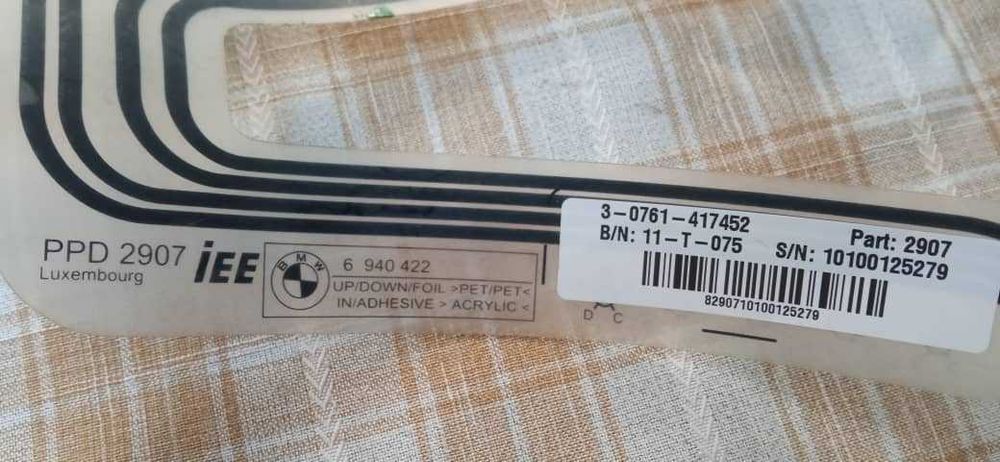 PPD 2907
Luxembourg
iEE
BMW
6 940 422
UP/DOWN/FOIL >PET/PET<
IN/ADHESIVE > ACRYLIC <
3-0761-417452
B/N: 11-T-075
Part: 2907
S/N: 10100125279
8290710100125279
D C